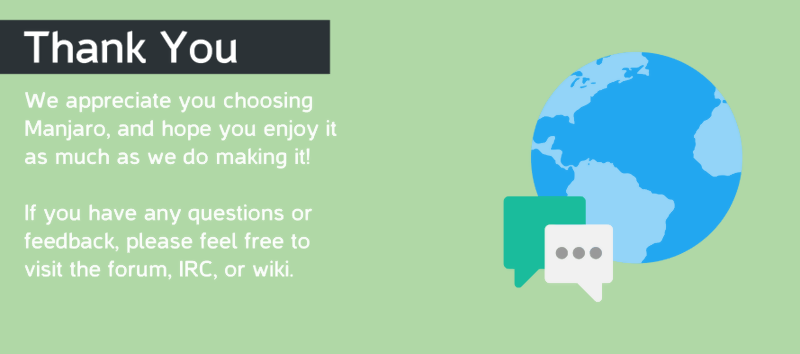 Thank You
We appreciate you choosing
Manjaro, and hope you enjoy it
as much as we do making it!
If you have any questions or
feedback, please feel free to
visit the forum, IRC, or wiki.